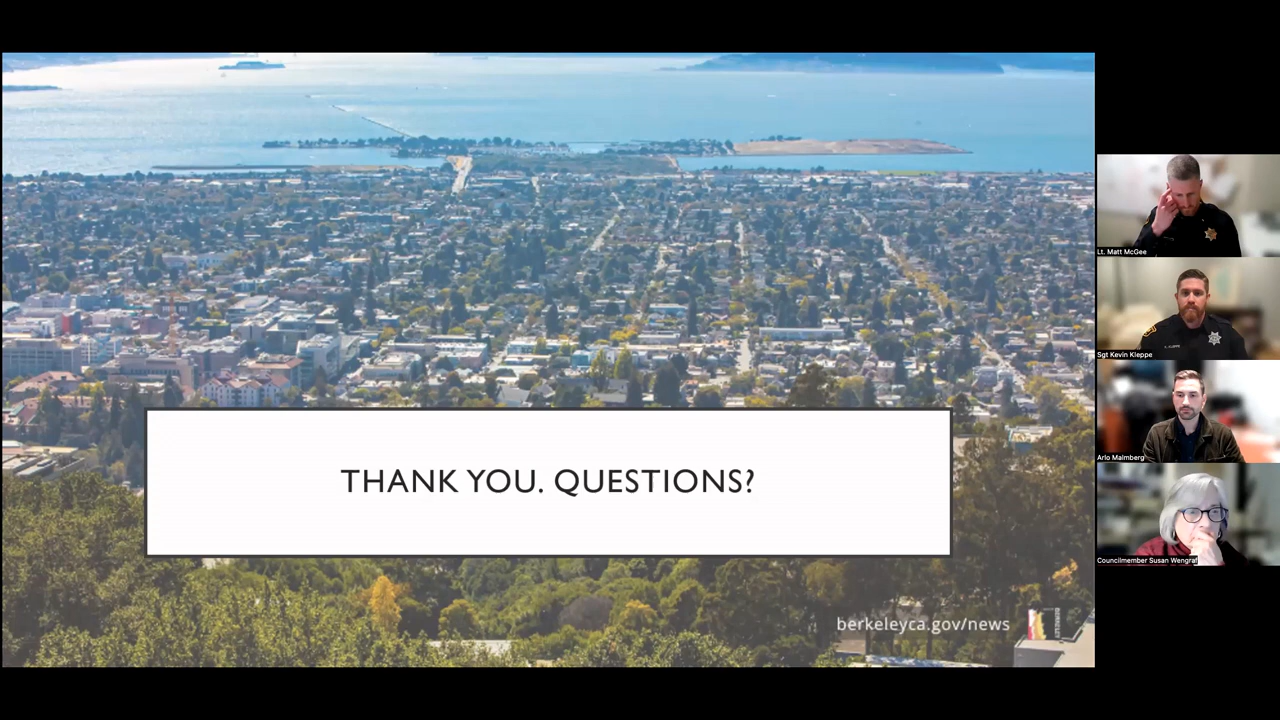 THANK YOU. QUESTIONS?
berkeleyca.gov/news
Lt. Matt McGee
Sgt Kevin Kleppe
Arlo Malmberg
Councilmember Susan Wengraf